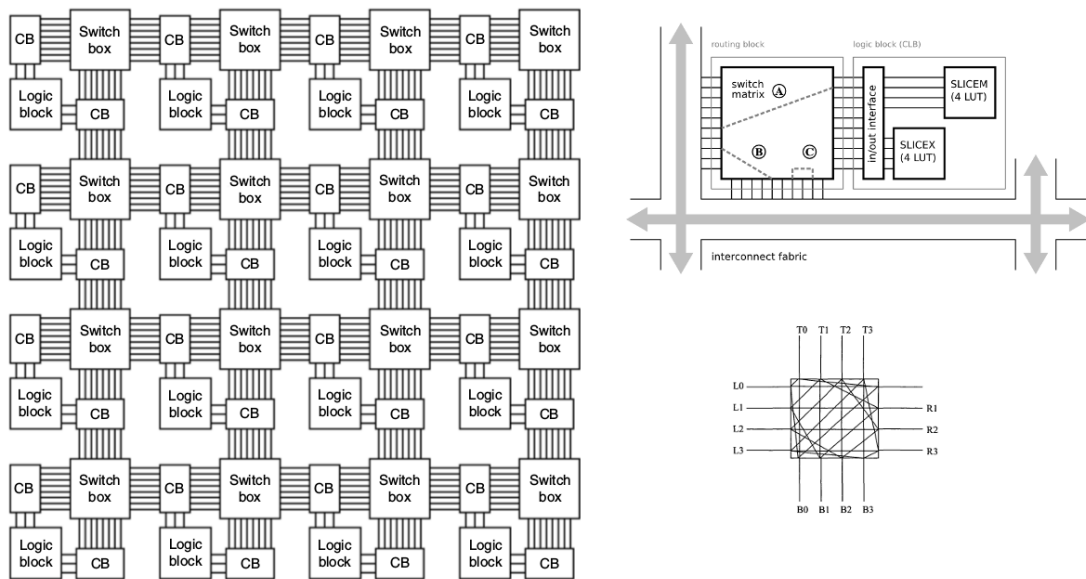 CB
Switch
box
CB
Switch
box
CB
Switch
box
CB
Switch
box
Logic
block
CB
Logic
block
CB
Logic
block
CB
Logic
block
CB
CB
Switch
box
CB
Switch
box
CB
Switch
box
CB
Switch
box
Logic
block
CB
Logic
block
CB
Logic
block
CB
Logic
block
CB
CB
Switch
box
CB
Switch
box
CB
Switch
box
CB
Switch
box
Logic
block
CB
Logic
block
CB
Logic
block
CB
Logic
block
CB
CB
Switch
box
CB
Switch
box
CB
Switch
box
CB
Switch
box
Logic
block
CB
Logic
block
CB
Logic
block
CB
Logic
block
CB
routing block
logic block (CLB)
switch
matrix
A
B
C
in/out interface
SLICEM
(4 LUT)
SLICEX
(4 LUT)
interconnect fabric
T0 T1 T2 T3
L0
L1
L2
L3
R1
R2
R3
B0 B1 B2 B3